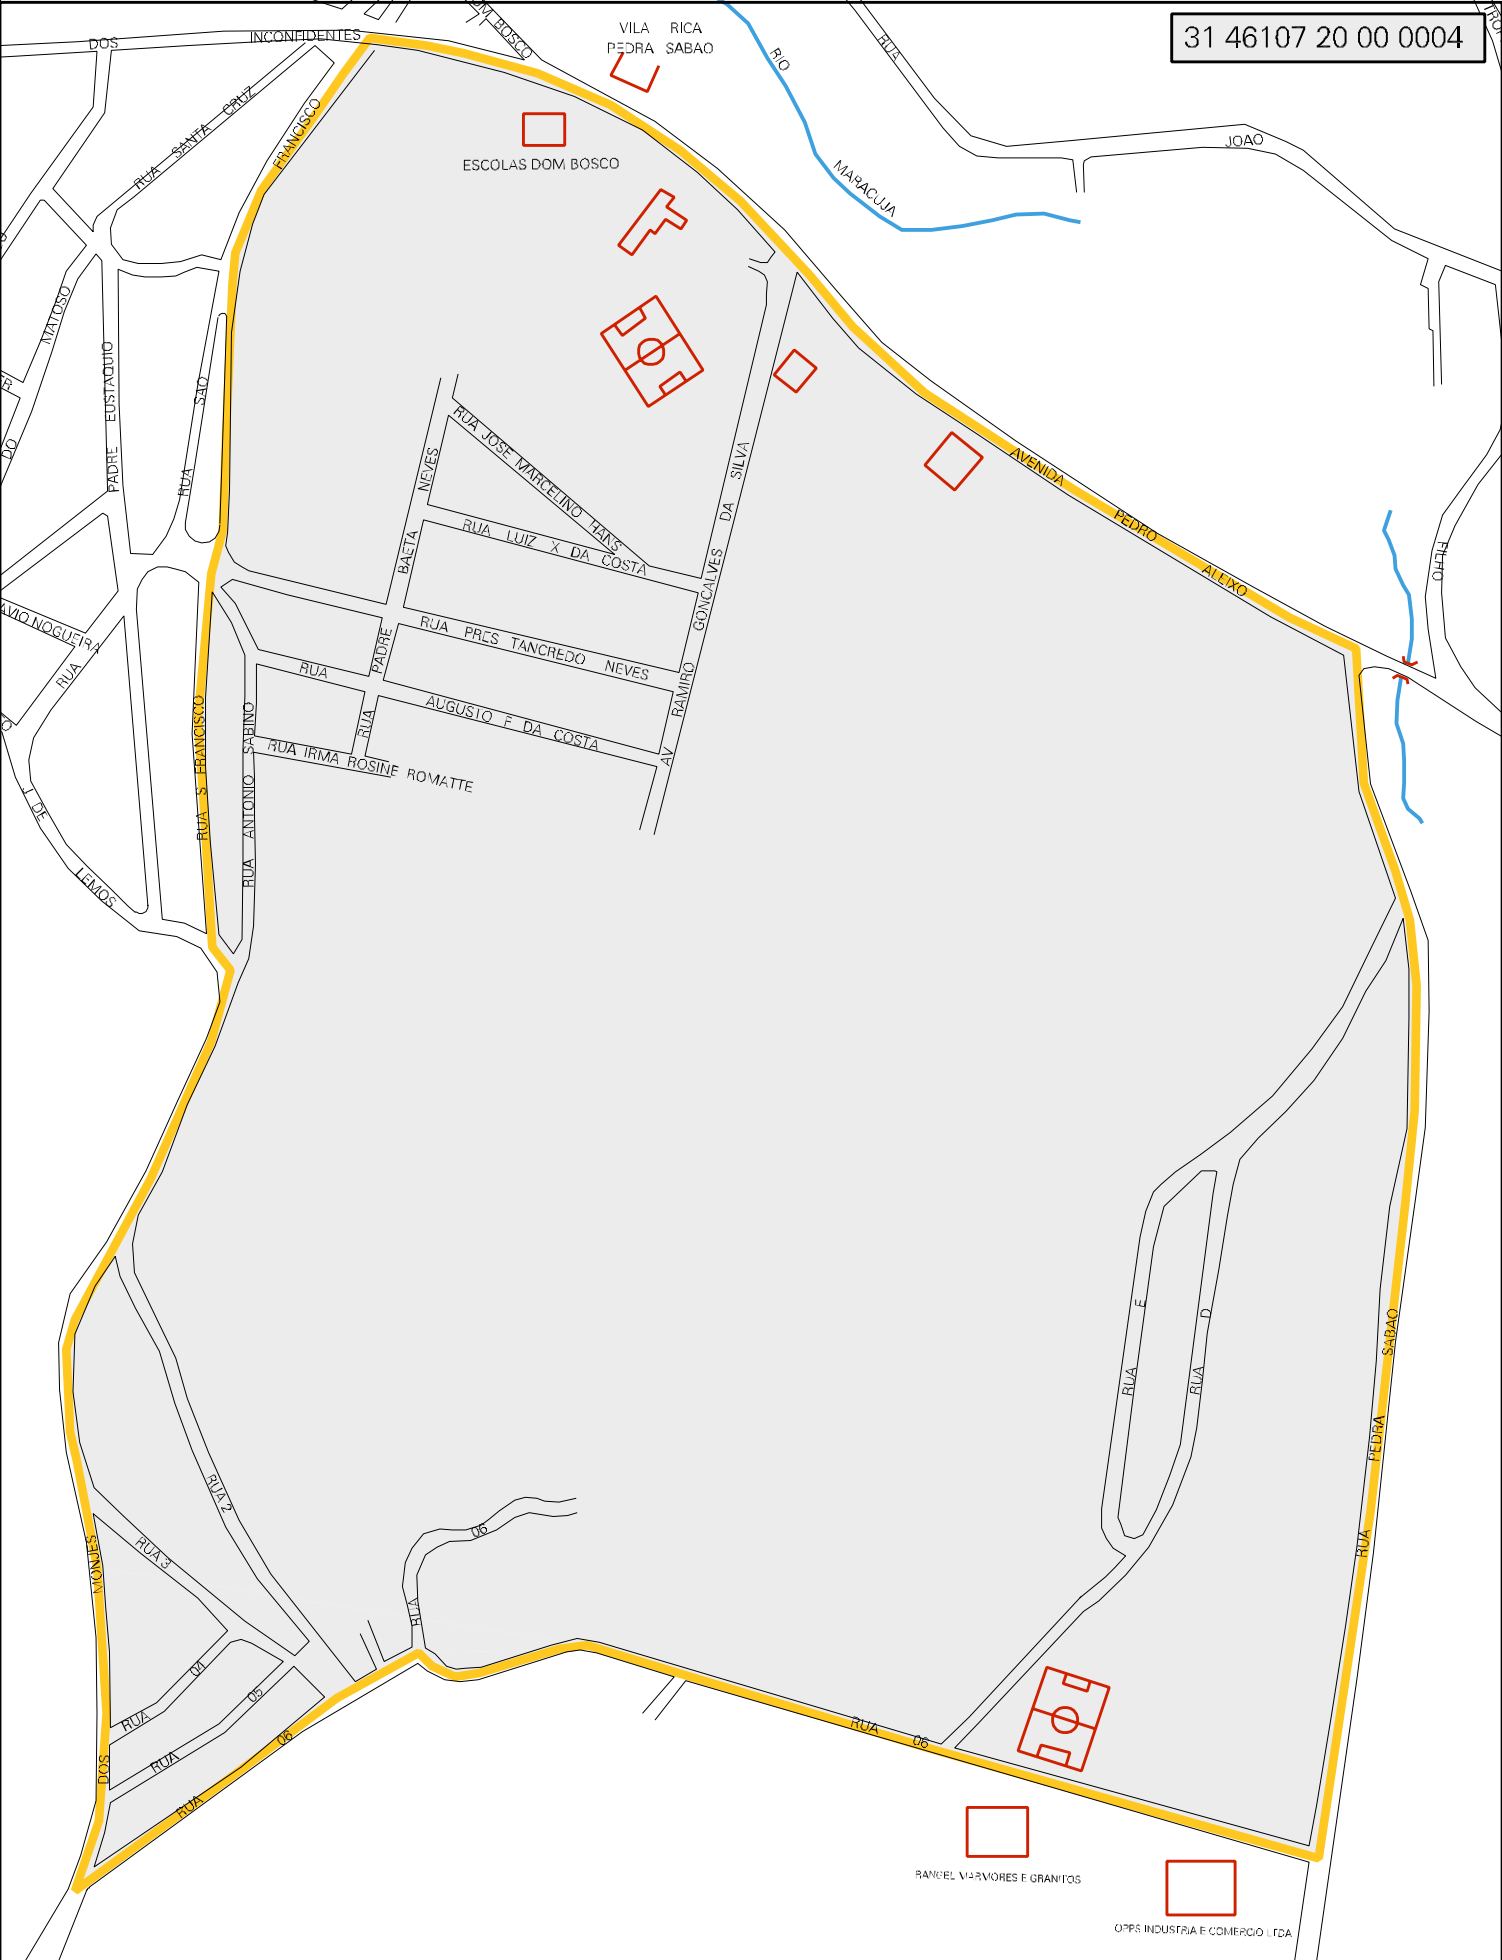 31 46107 20 00 0004
VILA RICA
PEDRA SABAO
DOS
INCONFIDENTES
DOM BOSCO
RIO
MARACUJA
RUA
JOAO
FILHO
RUA SANTA CRUZ
FRANCISCO
SAO
RUA
ESCOLAS DOM BOSCO
MATOSO
DO
PADRE EUSTAQUIO
RUA JOSE MARCELINO HANS
NEVES
BAETA
PADRE
RUA
RUA LUIZ X DA COSTA
RUA PRES TANCREDO NEVES
RUA
AUGUSTO F DA COSTA
RUA IRMA ROSINE ROMATTE
AV RAMIRO GONCALVES DA SILVA
AVENIDA PEDRO ALEIXO
NOGUEIRA
RUA
RUA S FRANCISCO
RUA ANTONIO SABINO
J DE
LEMOS
RUA E
RUA D
RUA PEDRA SABAO
RUA 2
RUA 3
RUA 04
RUA 05
RUA 06
RUA 06
RUA 06
DOS MONJES
RANGEL MARMORES E GRANITOS
OPPS INDUSTRIA E COMERCIO LTDA